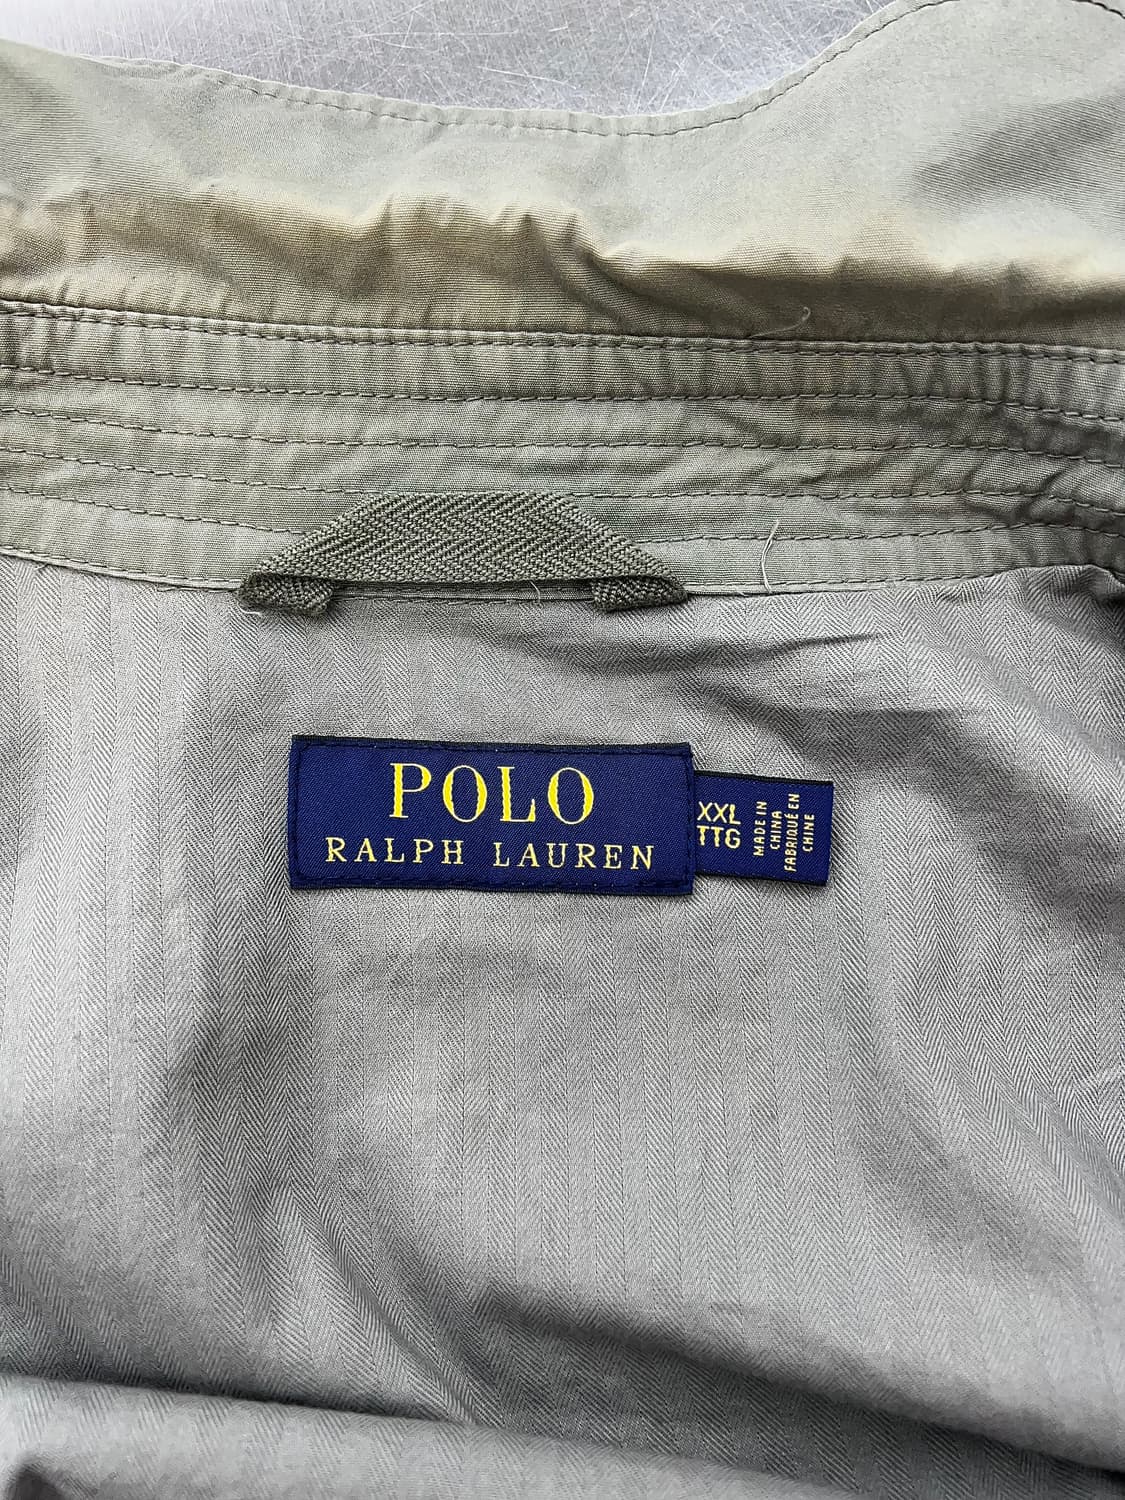 POLO
RALPH LAUREN
XXL
TTG
MADE IN
CHINA
FABRIQUÉ EN
CHINE